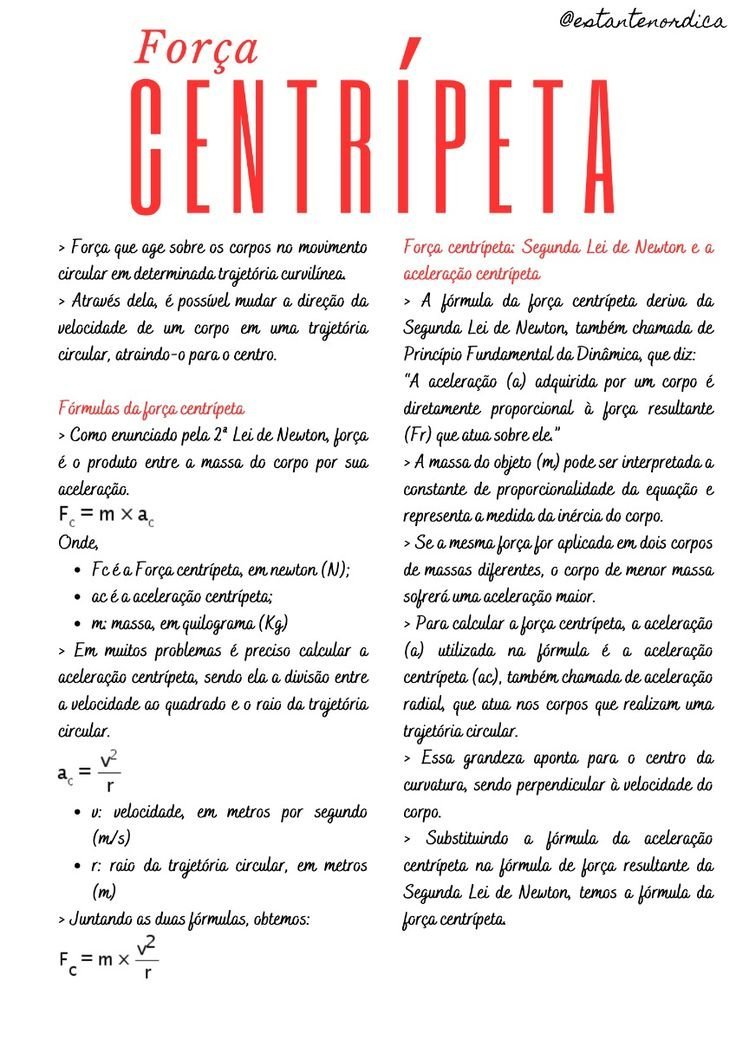 @estantenordica
Força
CENTRÍPETA
> Força que age sobre os corpos no movimento
circular em determinada trajetória curvilínea.
> Através dela, é possível mudar a direção da
velocidade de um corpo em uma trajetória
circular, atraindo-o para o centro.
Fórmulas da força centrípeta
> Como enunciado pela 2ª Lei de Newton, força
é o produto entre a massa do corpo por sua
aceleração.
F_c = m × a_c
Onde,
• Fc é a Força centrípeta, em newton (N);
• ac é a aceleração centrípeta;
• m: massa, em quilograma (Kg)
> Em muitos problemas é preciso calcular a
aceleração centrípeta, sendo ela a divisão entre
a velocidade ao quadrado e o raio da trajetória
circular.
a_c = v²/r
• v: velocidade, em metros por segundo
(m/s)
• r: raio da trajetória circular, em metros
(m)
> Juntando as duas fórmulas, obtemos:
F_c = m × v²/r
Força centrípeta: Segunda Lei de Newton e a
aceleração centrípeta
> A fórmula da força centrípeta deriva da
Segunda Lei de Newton, também chamada de
Princípio Fundamental da Dinâmica, que diz:
"A aceleração (a) adquirida por um corpo é
diretamente proporcional à força resultante
(Fr) que atua sobre ele."
> A massa do objeto (m) pode ser interpretada a
constante de proporcionalidade da equação e
representa a medida da inércia do corpo.
> Se a mesma força for aplicada em dois corpos
de massas diferentes, o corpo de menor massa
sofrerá uma aceleração maior.
> Para calcular a força centrípeta, a aceleração
(a) utilizada na fórmula é a aceleração
centrípeta (ac), também chamada de aceleração
radial, que atua nos corpos que realizam uma
trajetória circular.
> Essa grandeza aponta para o centro da
curvatura, sendo perpendicular à velocidade do
corpo.
> Substituindo a fórmula da aceleração
centrípeta na fórmula de força resultante da
Segunda Lei de Newton, temos a fórmula da
força centrípeta.